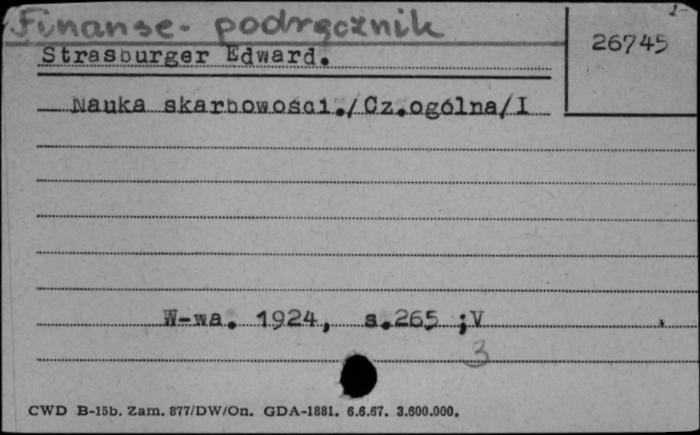 Finanse - podręcznik
26745
Strasburger Edward.
Nauka skarbowości./Cz.ogólna/I
W-wa. 1924, s.265 ;V
3
CWD B-15b. Zam. 877/DW/On. GDA-1881. 6.6.67. 3.600.000.